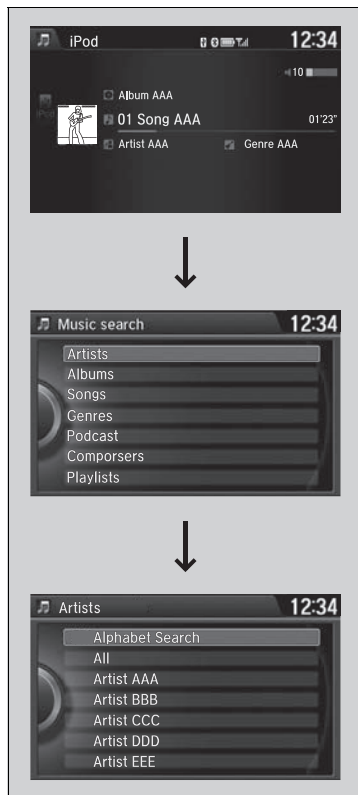 iPod 12:34
10
iPod
Album AAA
01 Song AAA 01'23"
Artist AAA Genre AAA
Music search 12:34
Artists
Albums
Songs
Genres
Podcast
Comporsers
Playlists
Artists 12:34
Alphabet Search
All
Artist AAA
Artist BBB
Artist CCC
Artist DDD
Artist EEE